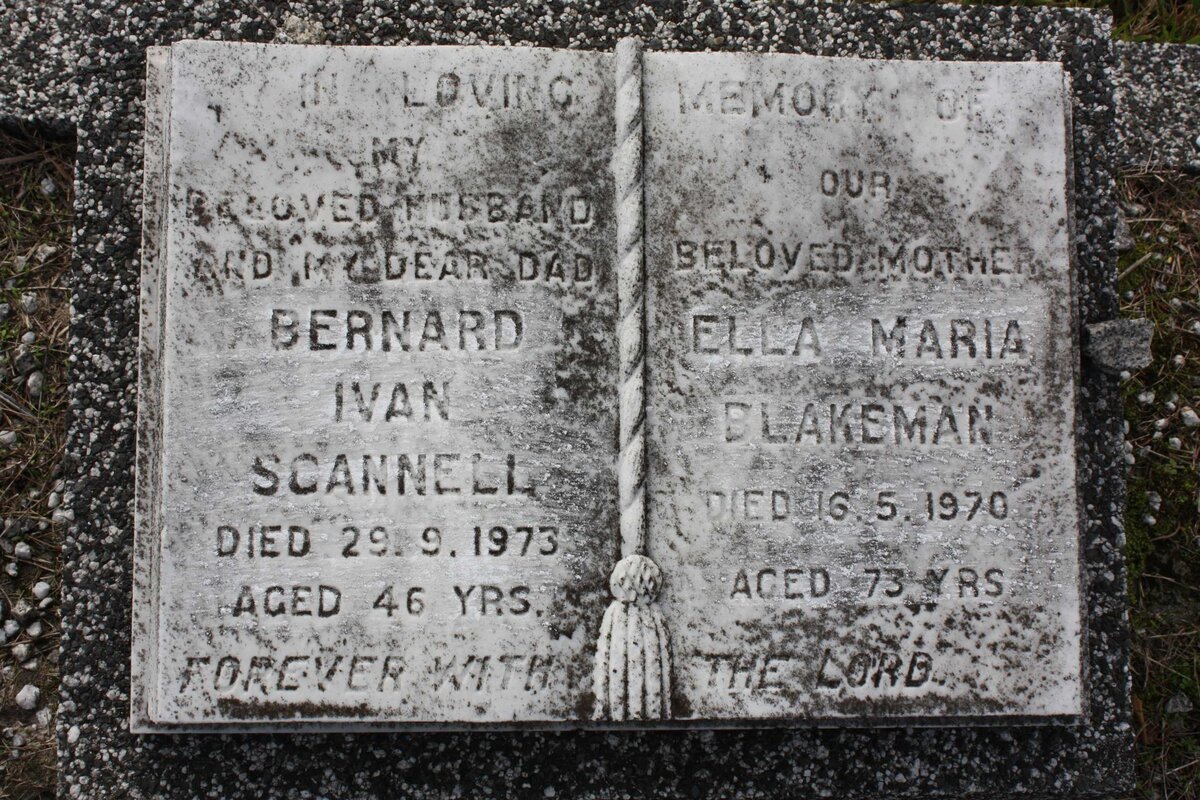 IN LOVING MEMORY OF
MY
BELOVED HUSBAND
AND MY DEAR DAD
BERNARD
IVAN
SCANNELL
DIED 29. 9. 1973
AGED 46 YRS.
OUR
BELOVED MOTHER
ELLA MARIA
BLAKEMAN
DIED 16. 5. 1970
AGED 73 YRS
FOREVER WITH THE LORD.